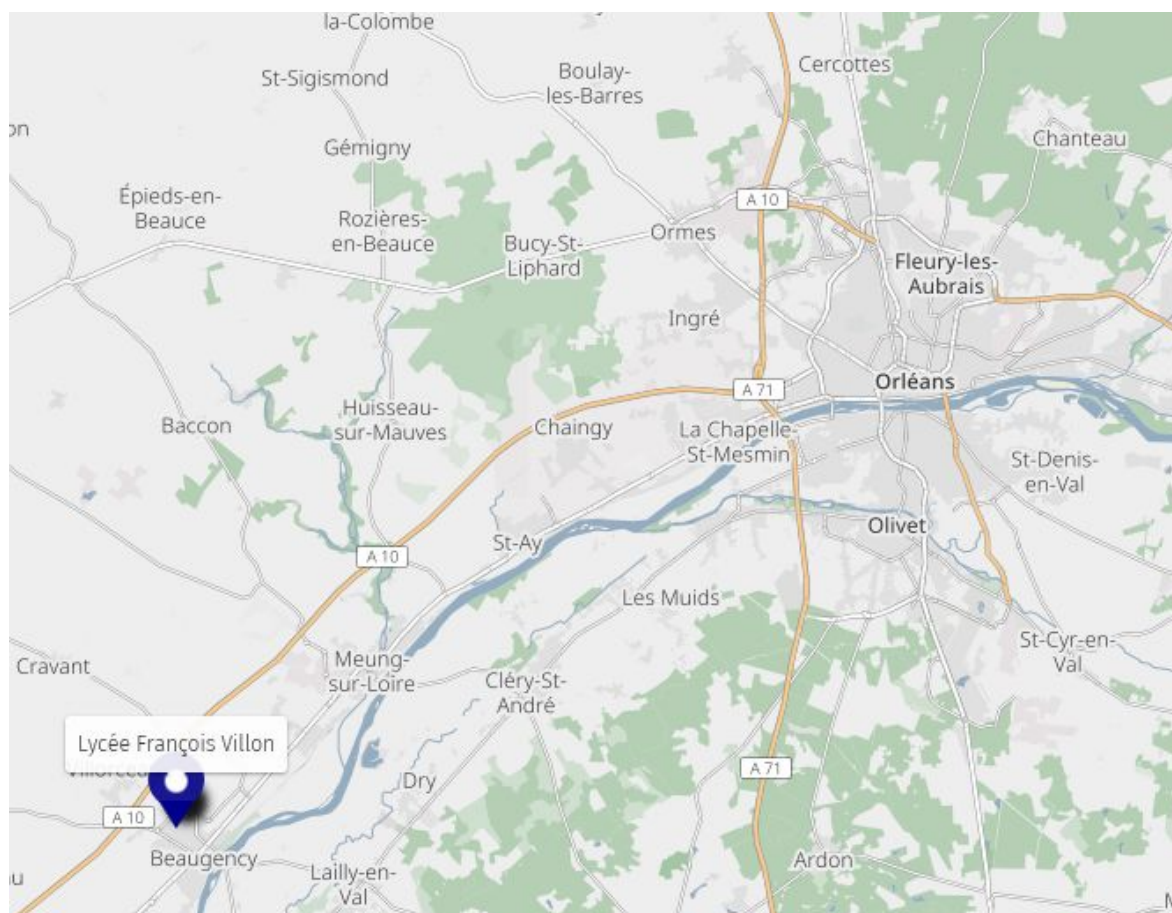 la-Colombe
St-Sigismond
Boulay-
les-Barres
Cercottes
Chanteau
Gémigny
Épieds-en-
Beauce
Rozières-
en-Beauce
A 10
Ormes
Bucy-St-
Liphard
Fleury-les-
Aubrais
Ingré
A 71
Orléans
Huisseau-
sur-Mauves
Baccon
Chaingy
La Chapelle-
St-Mesmin
St-Denis-
en-Val
Olivet
St-Ay
A 10
Les Muids
St-Cyr-en-
Val
Cravant
Meung-
sur-Loire
Cléry-St-
André
Lycée François Villon
Dry
A 71
A 10
Beaugency
Ardon
Lailly-en-
Val